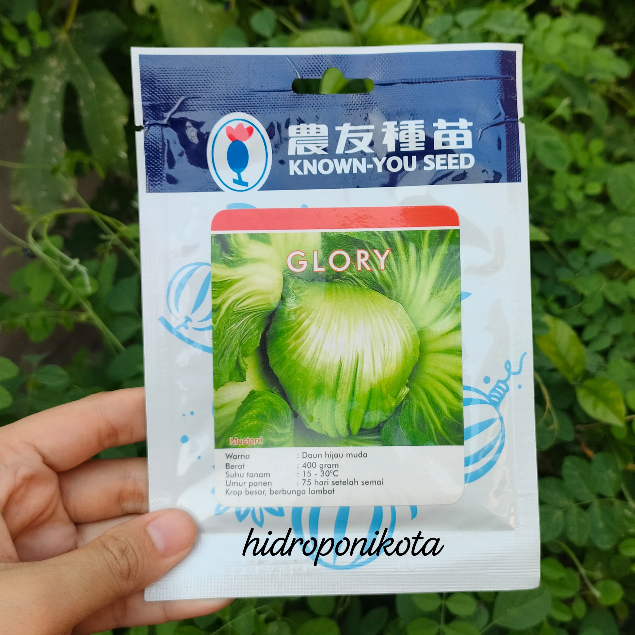 農友種苗
KNOWN-YOU SEED
GLORY
Mustard
Warna : Daun hijau muda
Berat : 400 gram
Suhu tanam : 15 - 30°C
Umur panen : 75 hari setelah semai
Krop besar, berbunga lambat
hidroponikota